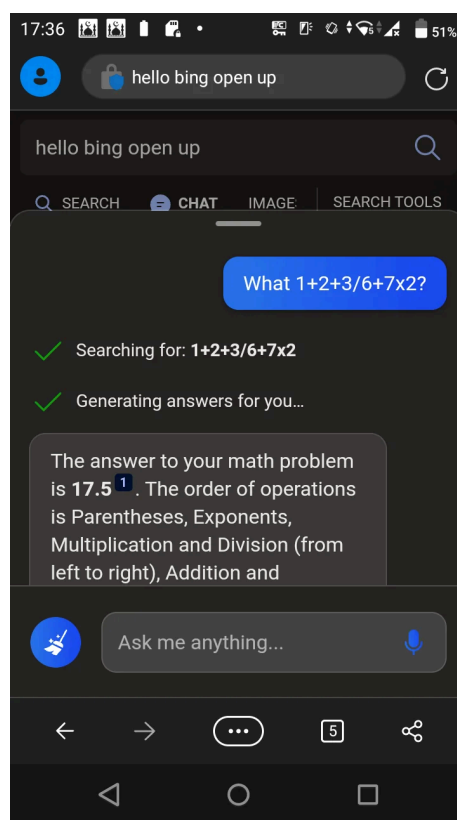 17:36 51%
hello bing open up
hello bing open up
SEARCH CHAT IMAGE SEARCH TOOLS
What 1+2+3/6+7x2?
Searching for: 1+2+3/6+7x2
Generating answers for you...
The answer to your math problem
is 17.5 1 . The order of operations
is Parentheses, Exponents,
Multiplication and Division (from
left to right), Addition and
Ask me anything...
5